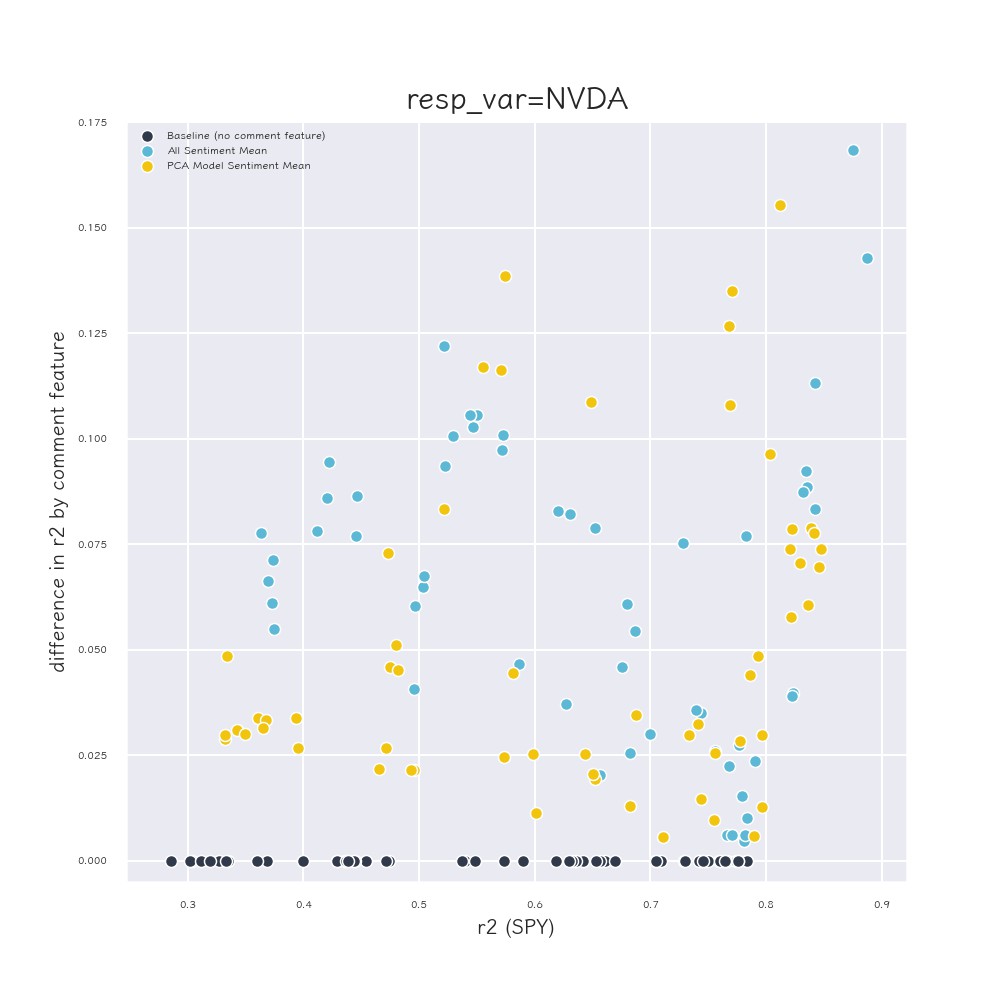 resp_var=NVDA
Baseline (no comment feature)
All Sentiment Mean
PCA Model Sentiment Mean
difference in r2 by comment feature
0.175
0.150
0.125
0.100
0.075
0.050
0.025
0.000
0.3 0.4 0.5 0.6 0.7 0.8 0.9
r2 (SPY)